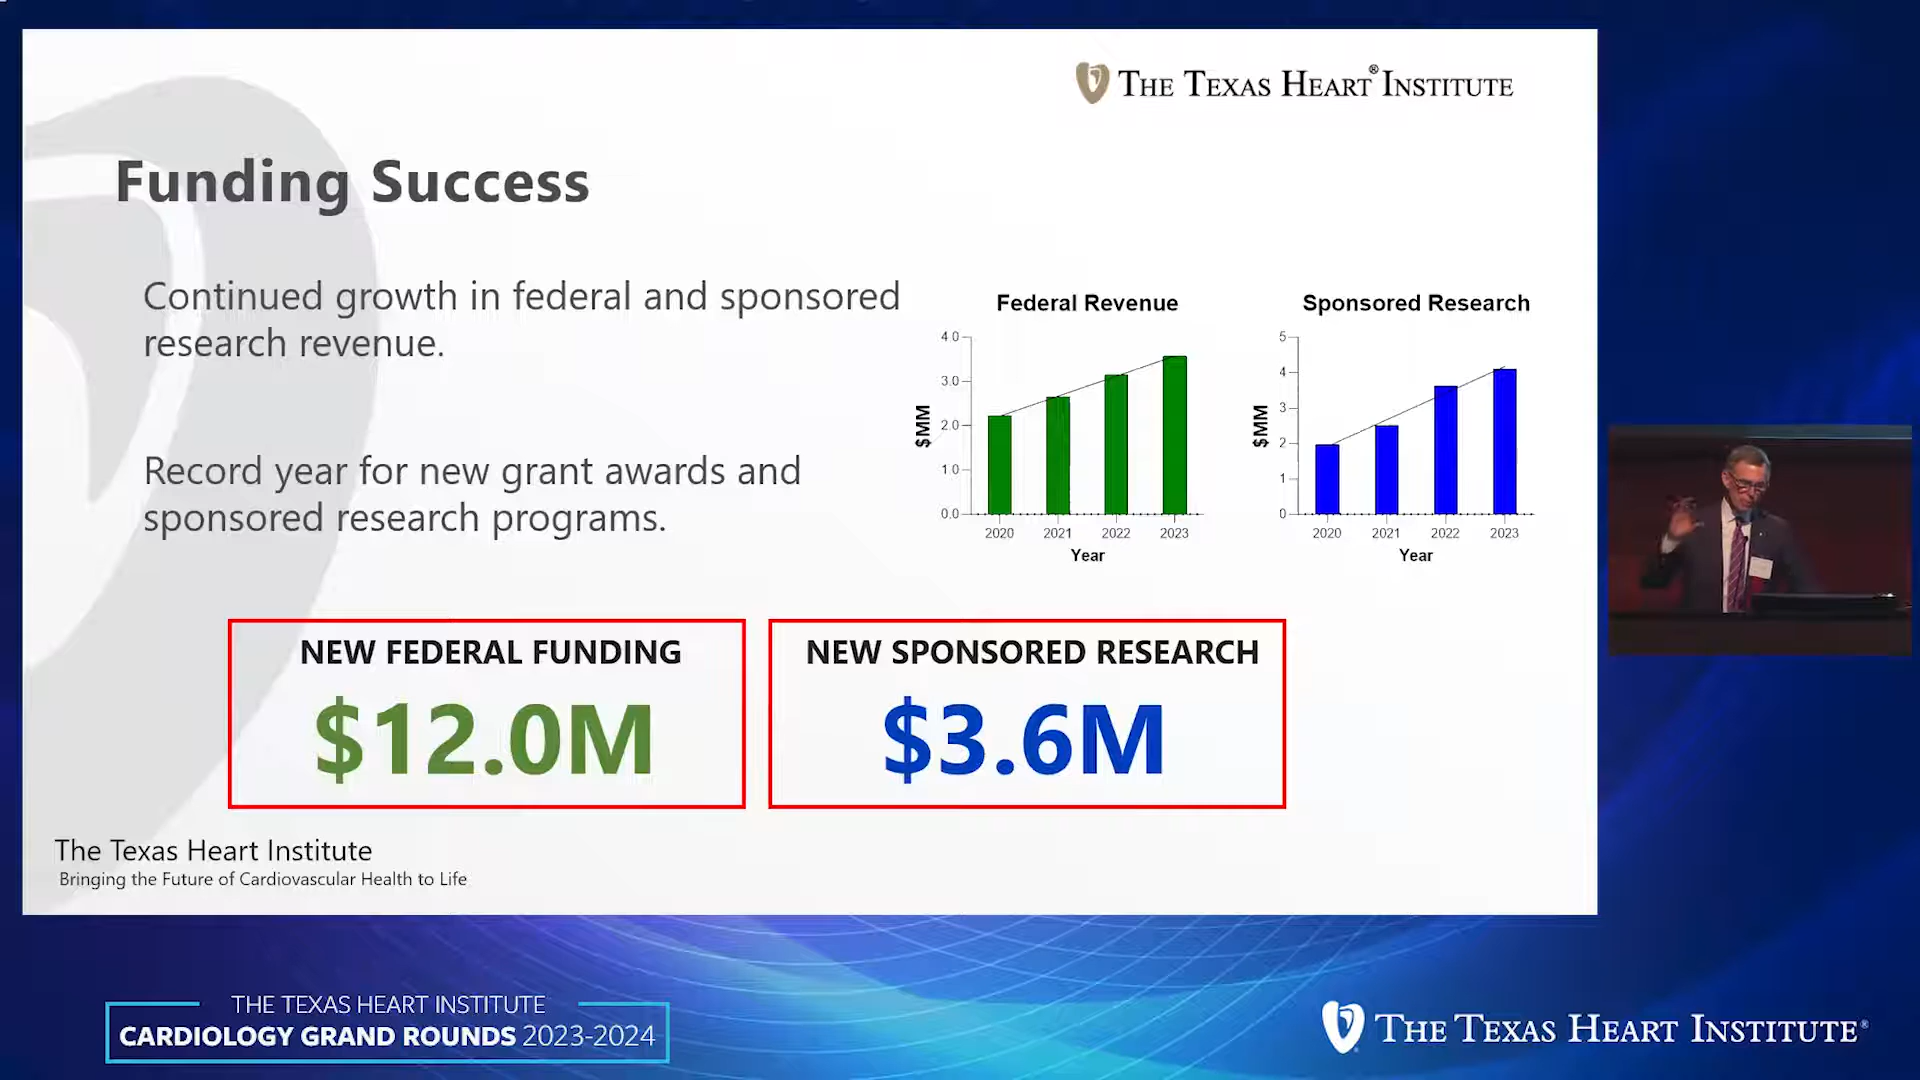 THE TEXAS HEART® INSTITUTE
Funding Success
Continued growth in federal and sponsored
research revenue.
Record year for new grant awards and
sponsored research programs.
Federal Revenue
4.0
3.0
2.0
1.0
0.0
$MM
2020 2021 2022 2023
Year
Sponsored Research
5
4
3
2
1
0
$MM
2020 2021 2022 2023
Year
NEW FEDERAL FUNDING
$12.0M
NEW SPONSORED RESEARCH
$3.6M
The Texas Heart Institute
Bringing the Future of Cardiovascular Health to Life
THE TEXAS HEART INSTITUTE
CARDIOLOGY GRAND ROUNDS 2023-2024
THE TEXAS HEART INSTITUTE®